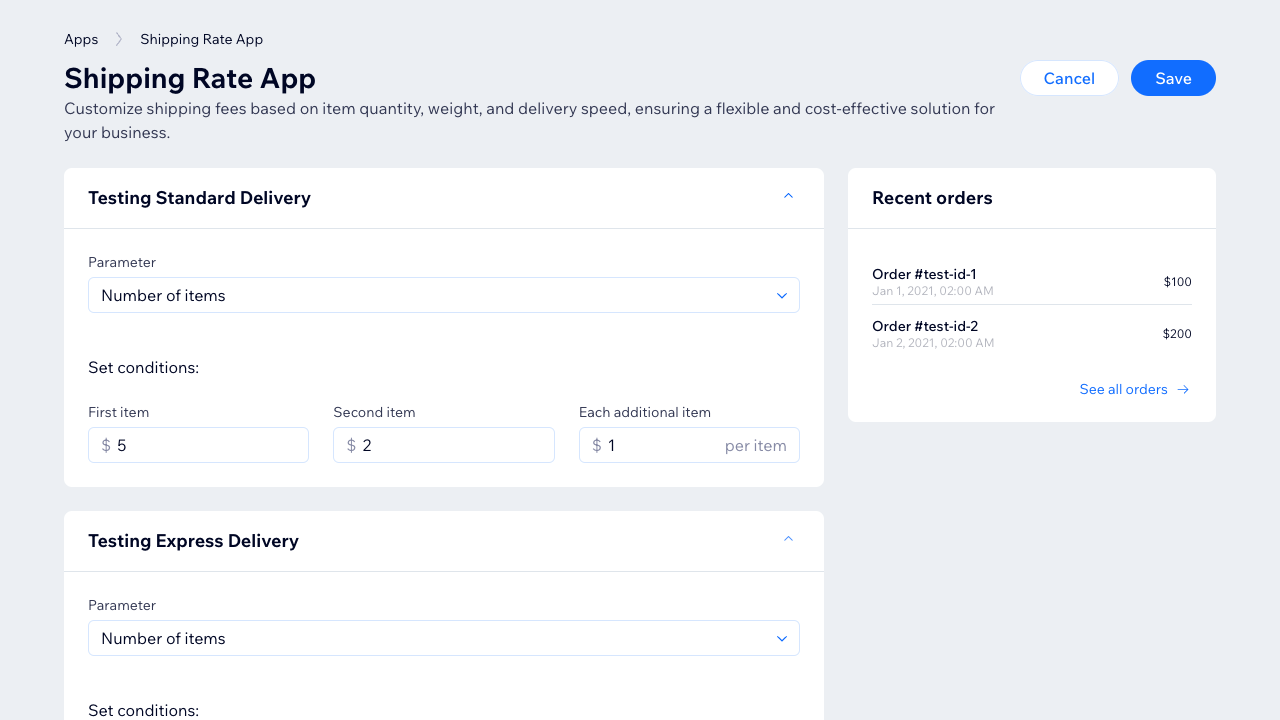 Apps
Shipping Rate App
Shipping Rate App
Cancel
Save
Customize shipping fees based on item quantity, weight, and delivery speed, ensuring a flexible and cost-effective solution for
your business.
Testing Standard Delivery
Parameter
Number of items
Set conditions:
First item
Second item
Each additional item
$ 5
$ 2
$ 1 per item
Recent orders
Order #test-id-1
Jan 1, 2021, 02:00 AM
$100
Order #test-id-2
Jan 2, 2021, 02:00 AM
$200
See all orders
Testing Express Delivery
Parameter
Number of items
Set conditions: